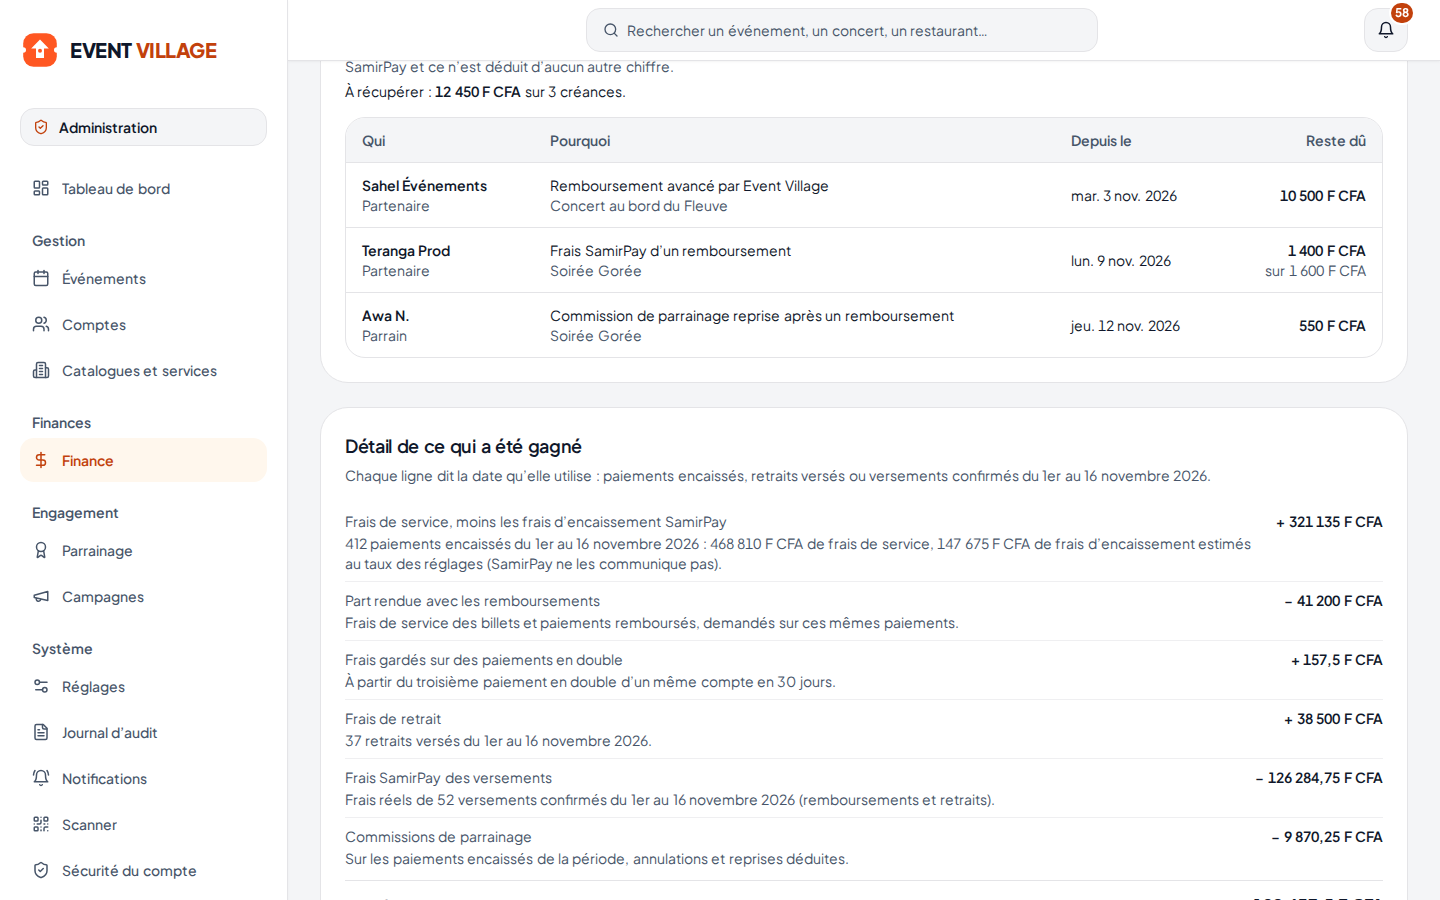 EVENT VILLAGE
Rechercher un événement, un concert, un restaurant…
58
Administration
Tableau de bord
Gestion
Événements
Comptes
Catalogues et services
Finances
Finance
Engagement
Parrainage
Campagnes
Système
Réglages
Journal d’audit
Notifications
Scanner
Sécurité du compte
SamirPay et ce n’est déduit d’aucun autre chiffre.
À récupérer : 12 450 F CFA sur 3 créances.
Qui Pourquoi Depuis le Reste dû
Sahel Événements Remboursement avancé par Event Village mar. 3 nov. 2026 10 500 F CFA
Partenaire Concert au bord du Fleuve
Teranga Prod Frais SamirPay d’un remboursement lun. 9 nov. 2026 1 400 F CFA
Partenaire Soirée Gorée sur 1 600 F CFA
Awa N. Commission de parrainage reprise après un remboursement jeu. 12 nov. 2026 550 F CFA
Parrain Soirée Gorée
Détail de ce qui a été gagné
Chaque ligne dit la date qu’elle utilise : paiements encaissés, retraits versés ou versements confirmés du 1er au 16 novembre 2026.
Frais de service, moins les frais d’encaissement SamirPay + 321 135 F CFA
412 paiements encaissés du 1er au 16 novembre 2026 : 468 810 F CFA de frais de service, 147 675 F CFA de frais d’encaissement estimés
au taux des réglages (SamirPay ne les communique pas).
Part rendue avec les remboursements − 41 200 F CFA
Frais de service des billets et paiements remboursés, demandés sur ces mêmes paiements.
Frais gardés sur des paiements en double + 157,5 F CFA
À partir du troisième paiement en double d’un même compte en 30 jours.
Frais de retrait + 38 500 F CFA
37 retraits versés du 1er au 16 novembre 2026.
Frais SamirPay des versements − 126 284,75 F CFA
Frais réels de 52 versements confirmés du 1er au 16 novembre 2026 (remboursements et retraits).
Commissions de parrainage − 9 870,25 F CFA
Sur les paiements encaissés de la période, annulations et reprises déduites.